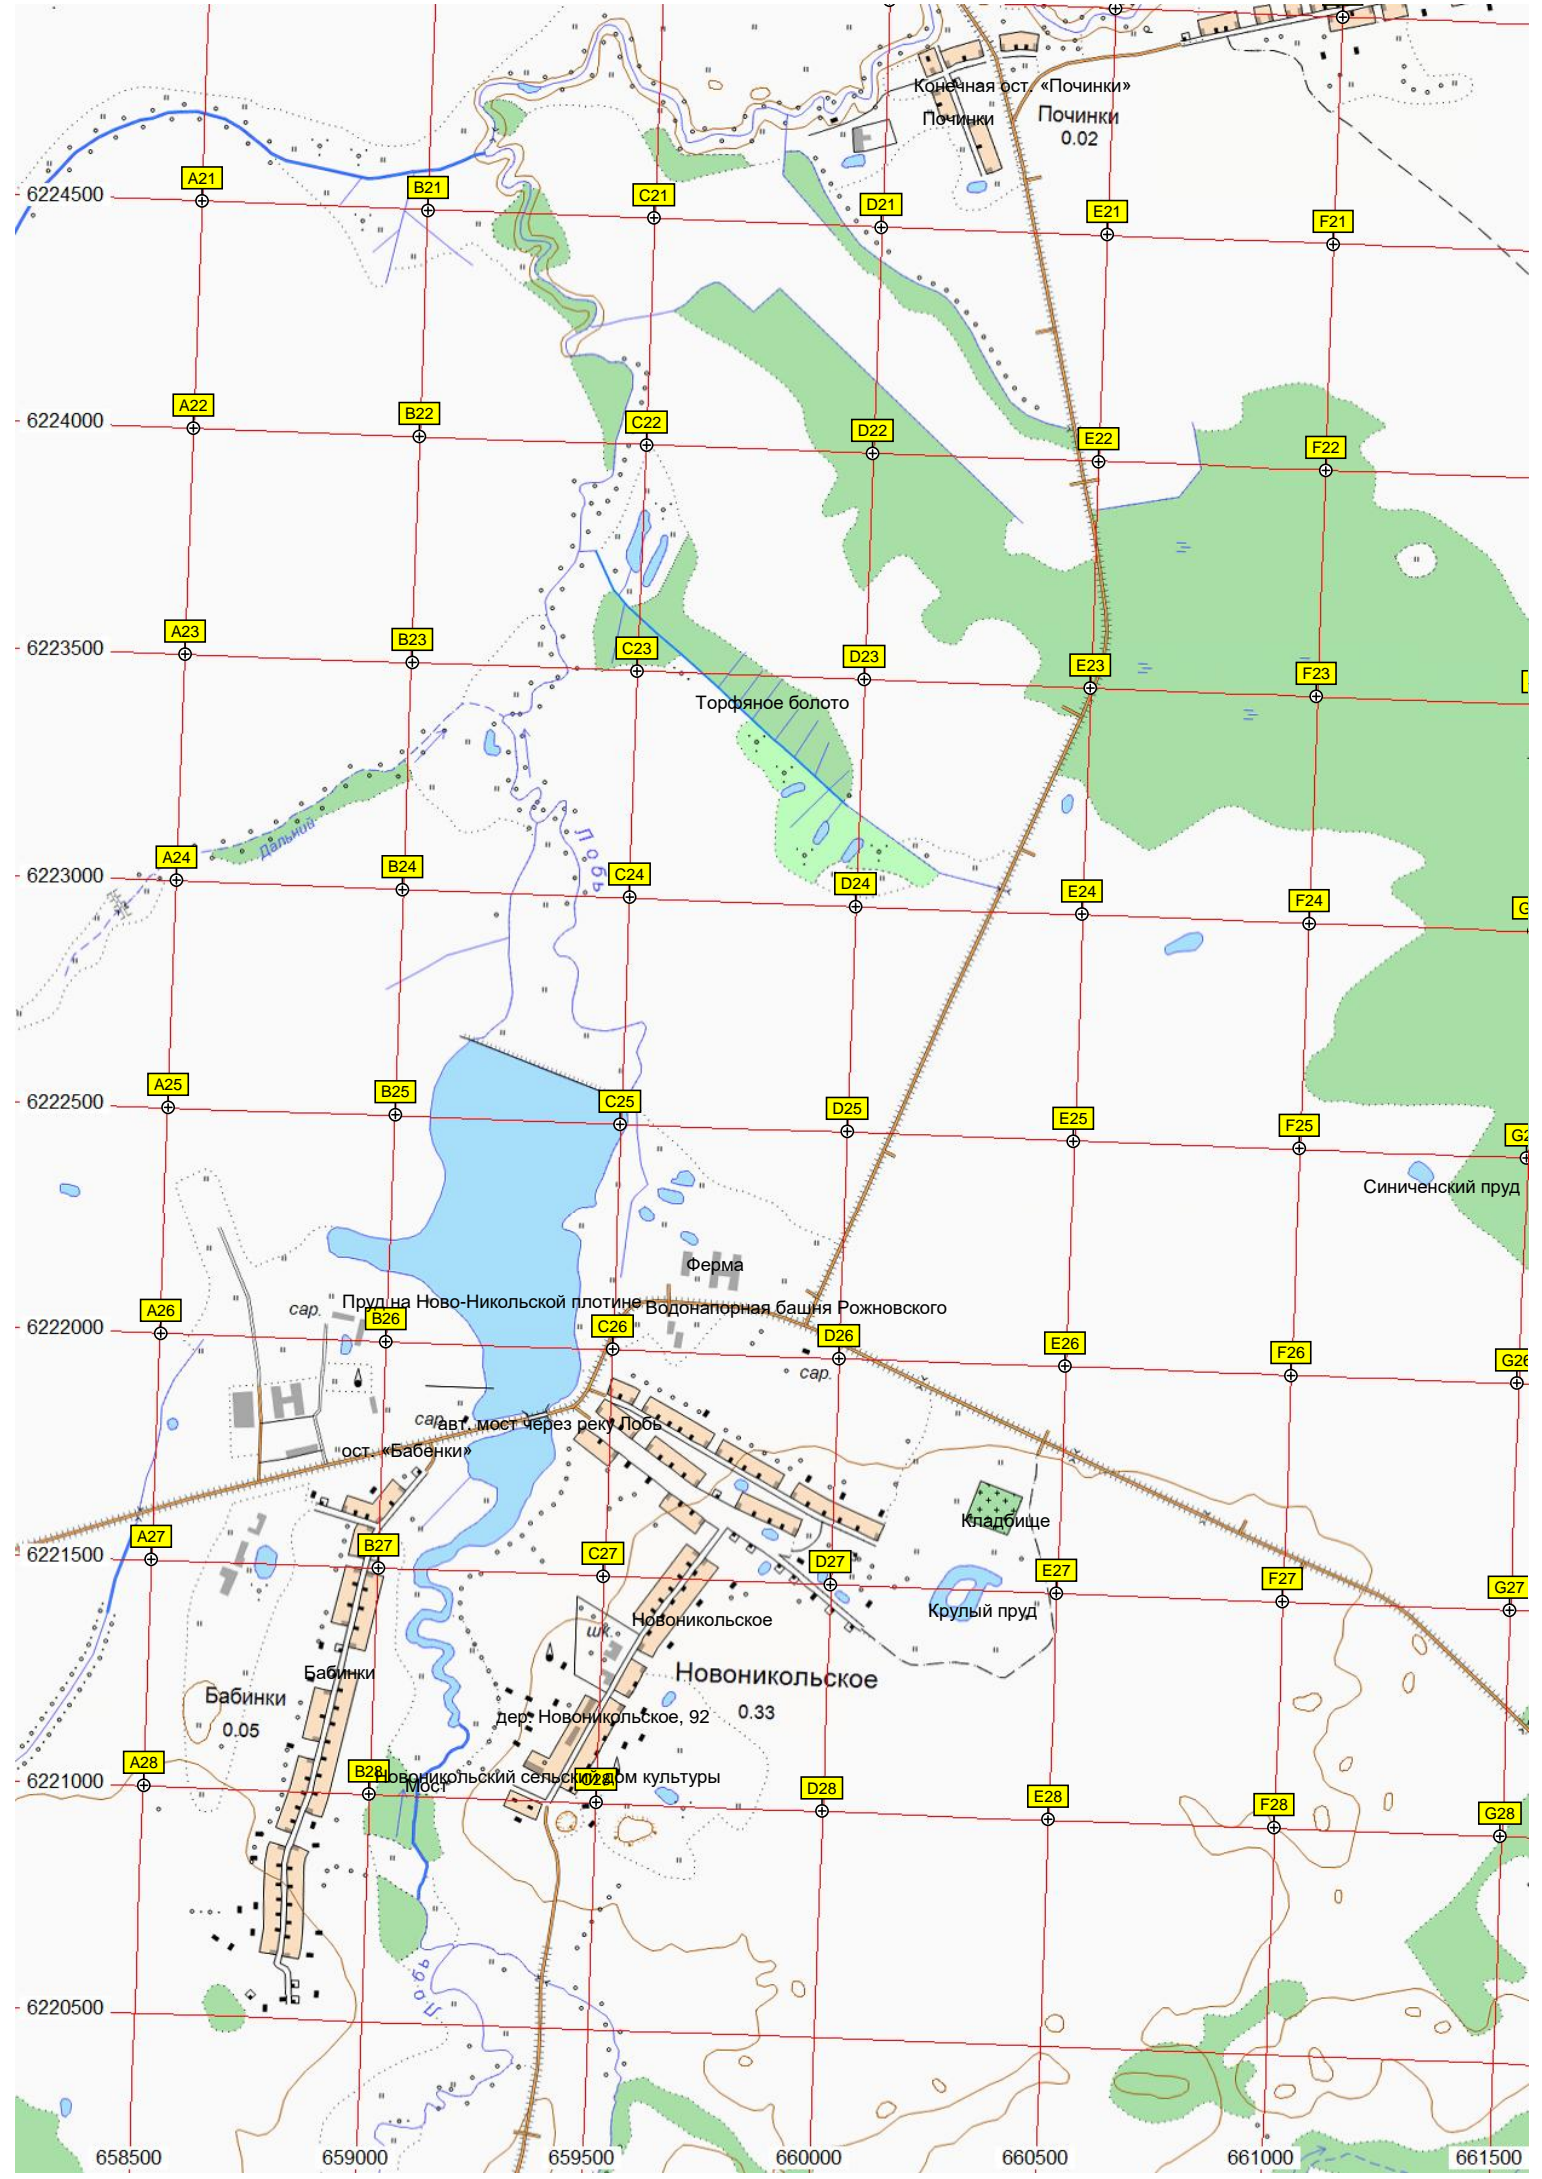 Конечная ост. «Починки»
Починки
Починки
0.02
A21
B21
C21
D21
E21
F21
6224500
A22
B22
C22
D22
E22
F22
6224000
A23
B23
C23
D23
E23
F23
6223500
Торфяное болото
Дальний
Лобь
A24
B24
C24
D24
E24
F24
G
6223000
A25
B25
C25
D25
E25
F25
G2
6222500
Синиченский пруд
Ферма
сар.
Пруд на Ново-Никольской плотине
Водонапорная башня Рожновского
A26
B26
C26
D26
E26
F26
G26
6222000
сар.
сар.
авт. мост через реку Лобь
ост. «Бабенки»
Кладбище
A27
B27
C27
D27
E27
F27
G27
6221500
Крулый пруд
Новоникольское
шк.
Бабинки
Новоникольское
0.33
Бабинки
0.05
дер. Новоникольское, 92
A28
B28
Новоникольский сельский дом культуры
C28
D28
E28
F28
G28
6221000
Мост
Лобь
6220500
658500
659000
659500
660000
660500
661000
661500